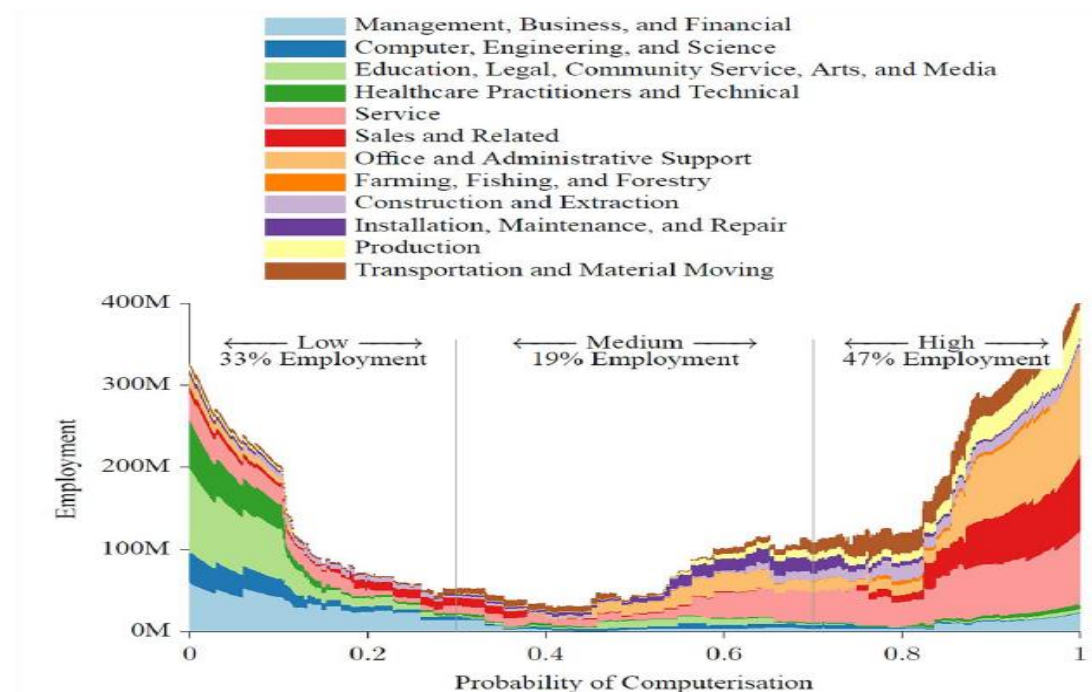 Management, Business, and Financial
Computer, Engineering, and Science
Education, Legal, Community Service, Arts, and Media
Healthcare Practitioners and Technical
Service
Sales and Related
Office and Administrative Support
Farming, Fishing, and Forestry
Construction and Extraction
Installation, Maintenance, and Repair
Production
Transportation and Material Moving
400M
← Low →
33% Employment
← Medium →
19% Employment
← High →
47% Employment
300M
200M
100M
0M
Employment
0
0.2
0.4
0.6
0.8
1
Probability of Computerisation